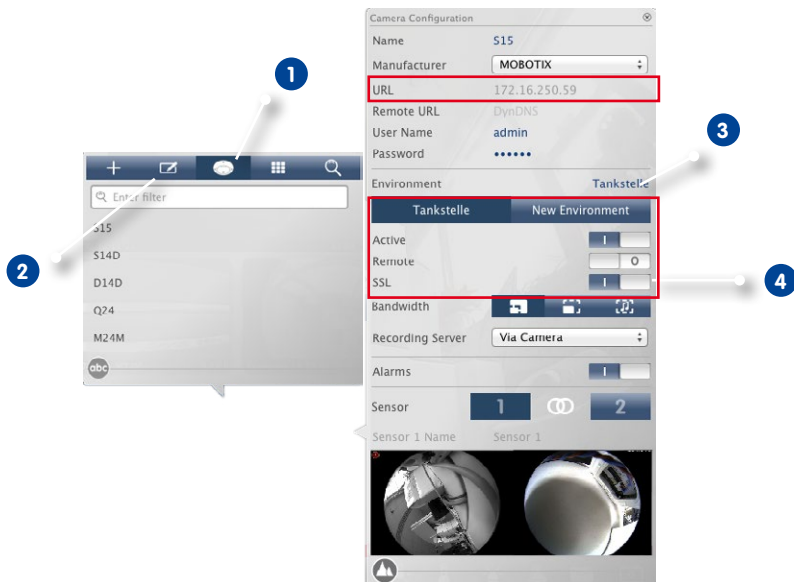 1
2
Enter filter
S15
S14D
D14D
Q24
M24M
abc
Camera Configuration
Name S15
Manufacturer MOBOTIX
URL 172.16.250.59
Remote URL DynDNS
User Name admin
Password ••••••
3
Environment Tankstelle
Tankstelle New Environment
Active I
Remote O
SSL I
4
Bandwidth
Recording Server Via Camera
Alarms I
Sensor 1 2
Sensor 1 Name Sensor 1